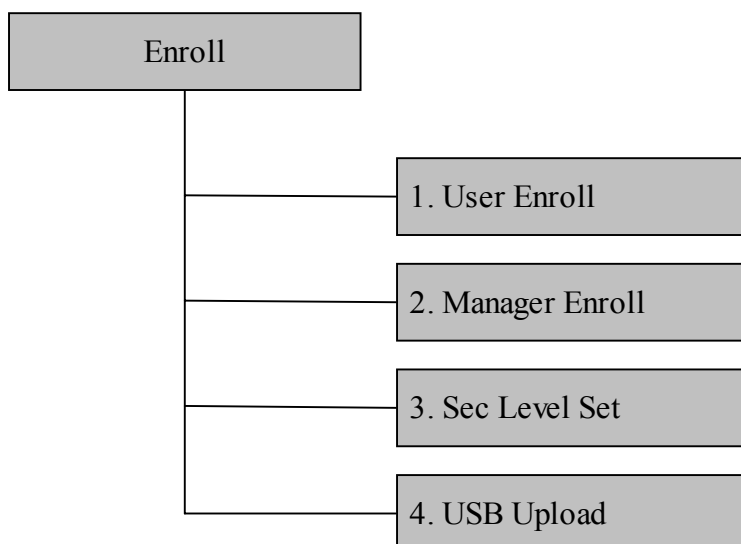 Enroll
1. User Enroll
2. Manager Enroll
3. Sec Level Set
4. USB Upload